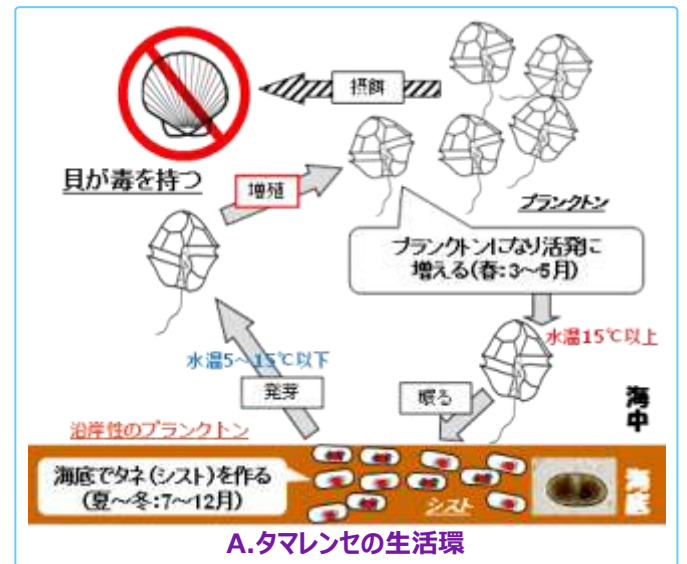 摂餌
貝が毒を持つ
増殖
プランクトン
プランクトンになり活発に
増える(春:3~5月)
水温15℃以上
水温5~15℃以下
発芽
眠る
海中
沿岸性のプランクトン
海底でタネ(シスト)を作る
(夏~冬:7~12月)
シスト
海底
A.タマレンセの生活環